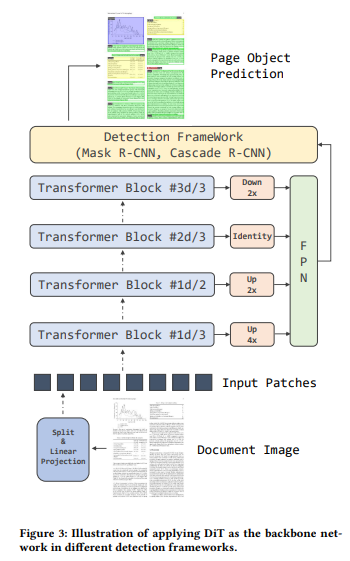 Page Object
Prediction
Detection FrameWork
(Mask R-CNN, Cascade R-CNN)
Transformer Block #3d/3
Down
2x
Transformer Block #2d/3
Identity
Transformer Block #1d/2
Up
2x
Transformer Block #1d/3
Up
4x
F
P
N
Input Patches
Split
&
Linear
Projection
Document Image
Figure 3: Illustration of applying DiT as the backbone net-
work in different detection frameworks.